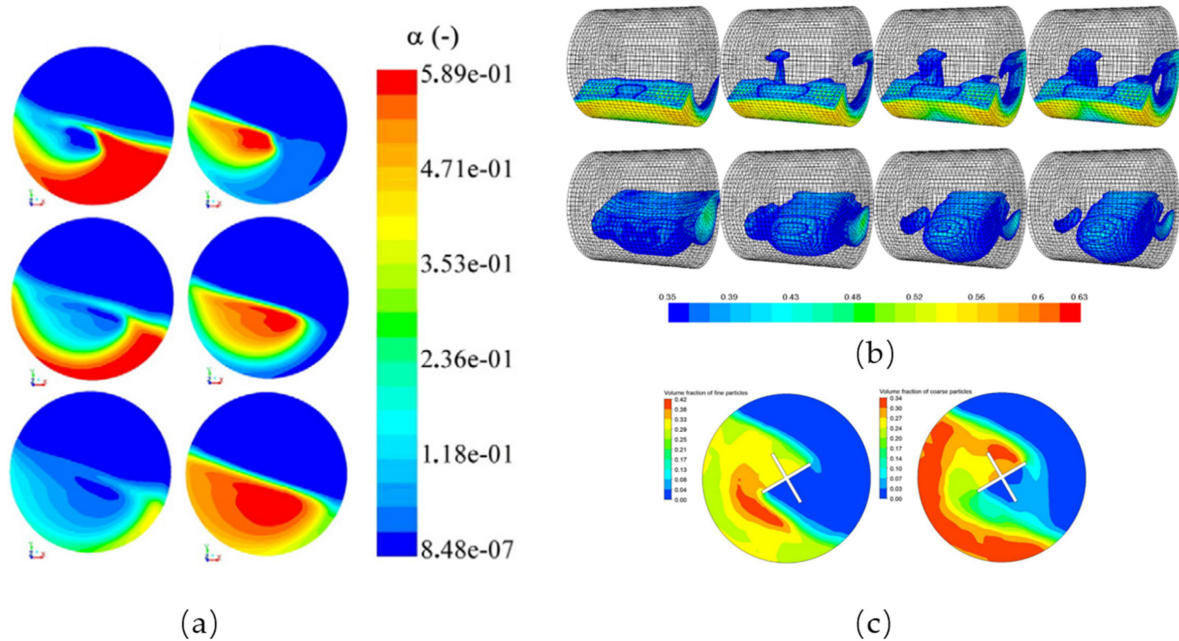 α (-)
5.89e-01
4.71e-01
3.53e-01
2.36e-01
1.18e-01
8.48e-07
(a)
0.35 0.39 0.43 0.48 0.52 0.56 0.6 0.63
(b)
Volume fraction of fine particles
0.42
0.38
0.33
0.29
0.25
0.21
0.17
0.13
0.08
0.04
0.00
Volume fraction of coarse particles
0.34
0.30
0.27
0.24
0.20
0.17
0.14
0.10
0.07
0.03
0.00
(c)